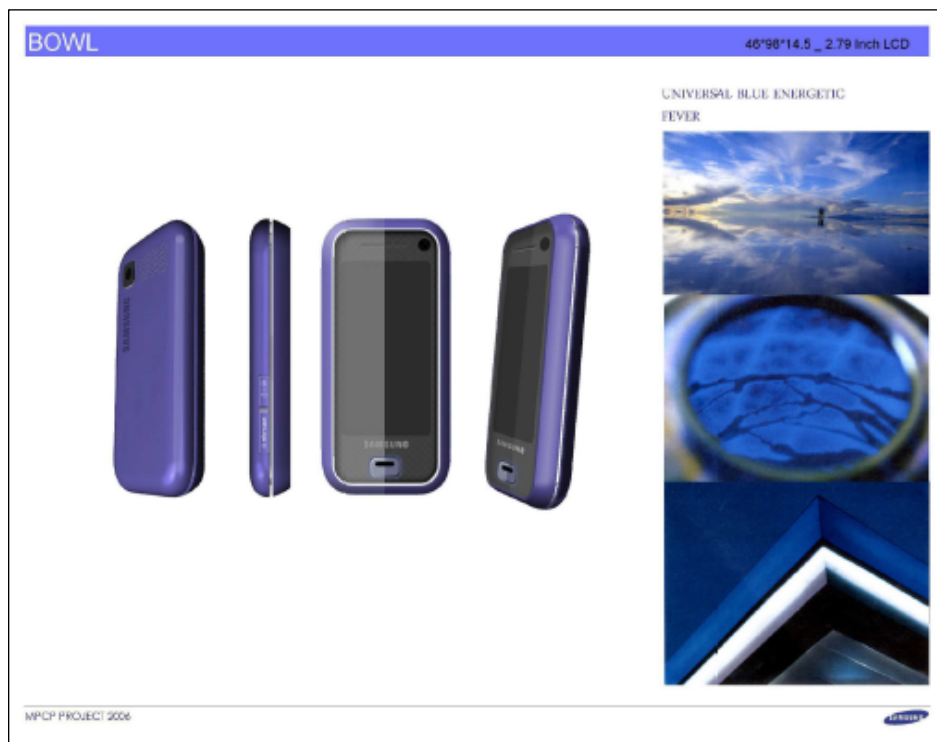 BOWL
46*98*14.5 _ 2.79 Inch LCD
UNIVERSAL BLUE ENERGETIC
FEVER
SAMSUNG
SAMSUNG
SAMSUNG
MPCP PROJECT 2006
SAMSUNG